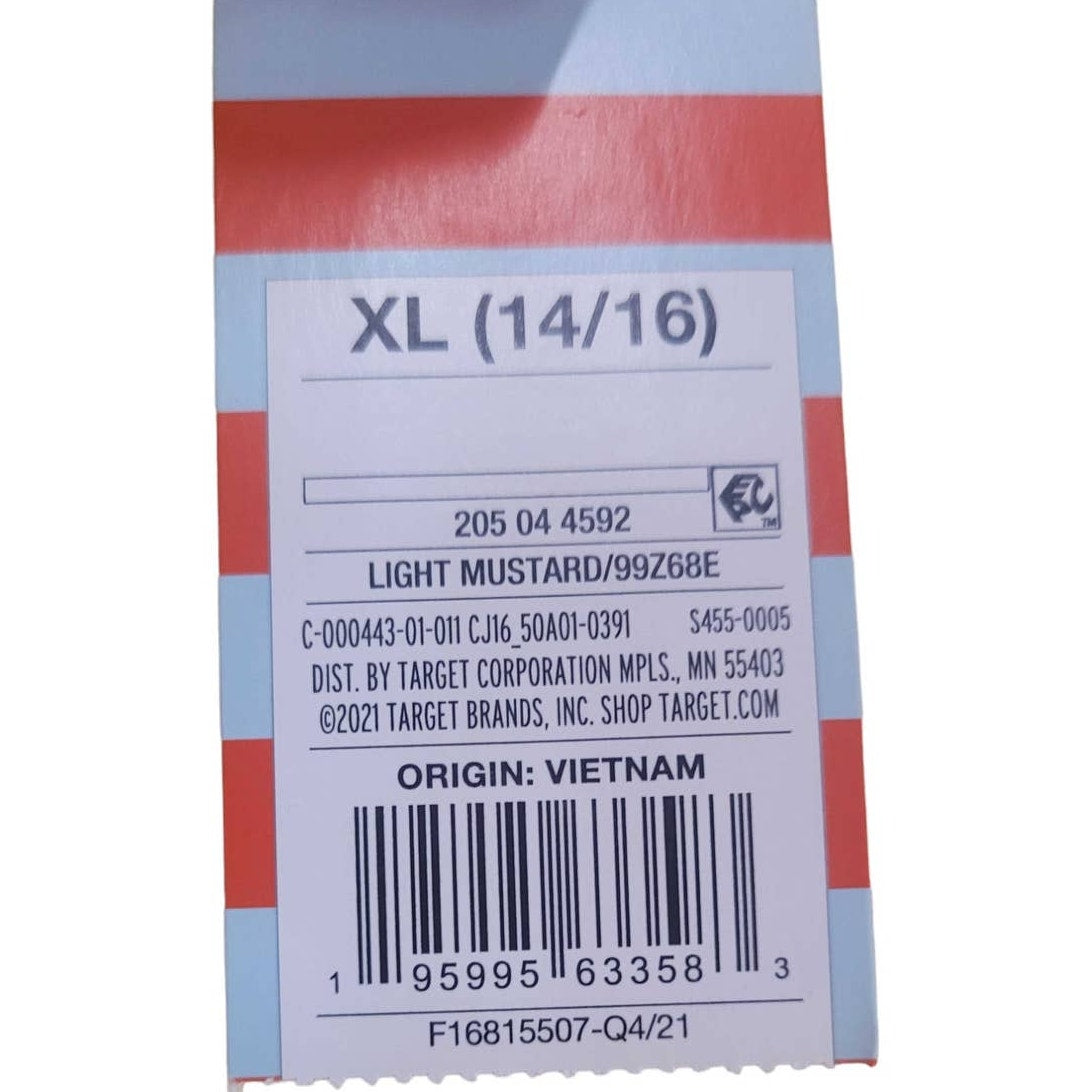 XL (14/16)
EPC
TM
205 04 4592
LIGHT MUSTARD/99Z68E
C-000443-01-011 CJ16_50A01-0391 S455-0005
DIST. BY TARGET CORPORATION MPLS., MN 55403
©2021 TARGET BRANDS, INC. SHOP TARGET.COM
ORIGIN: VIETNAM
1 95995 63358 3
F16815507-Q4/21